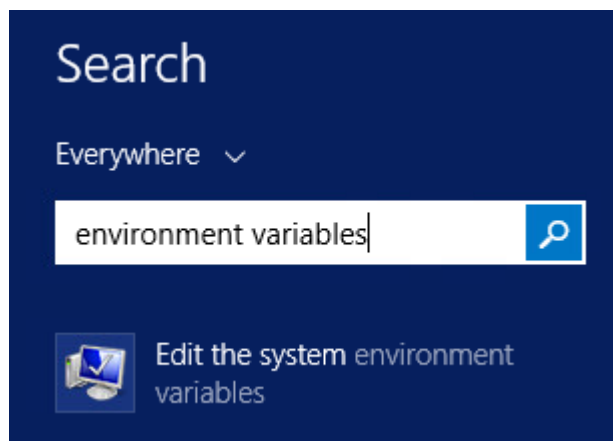 Search
Everywhere
environment variables
Edit the system environment
variables